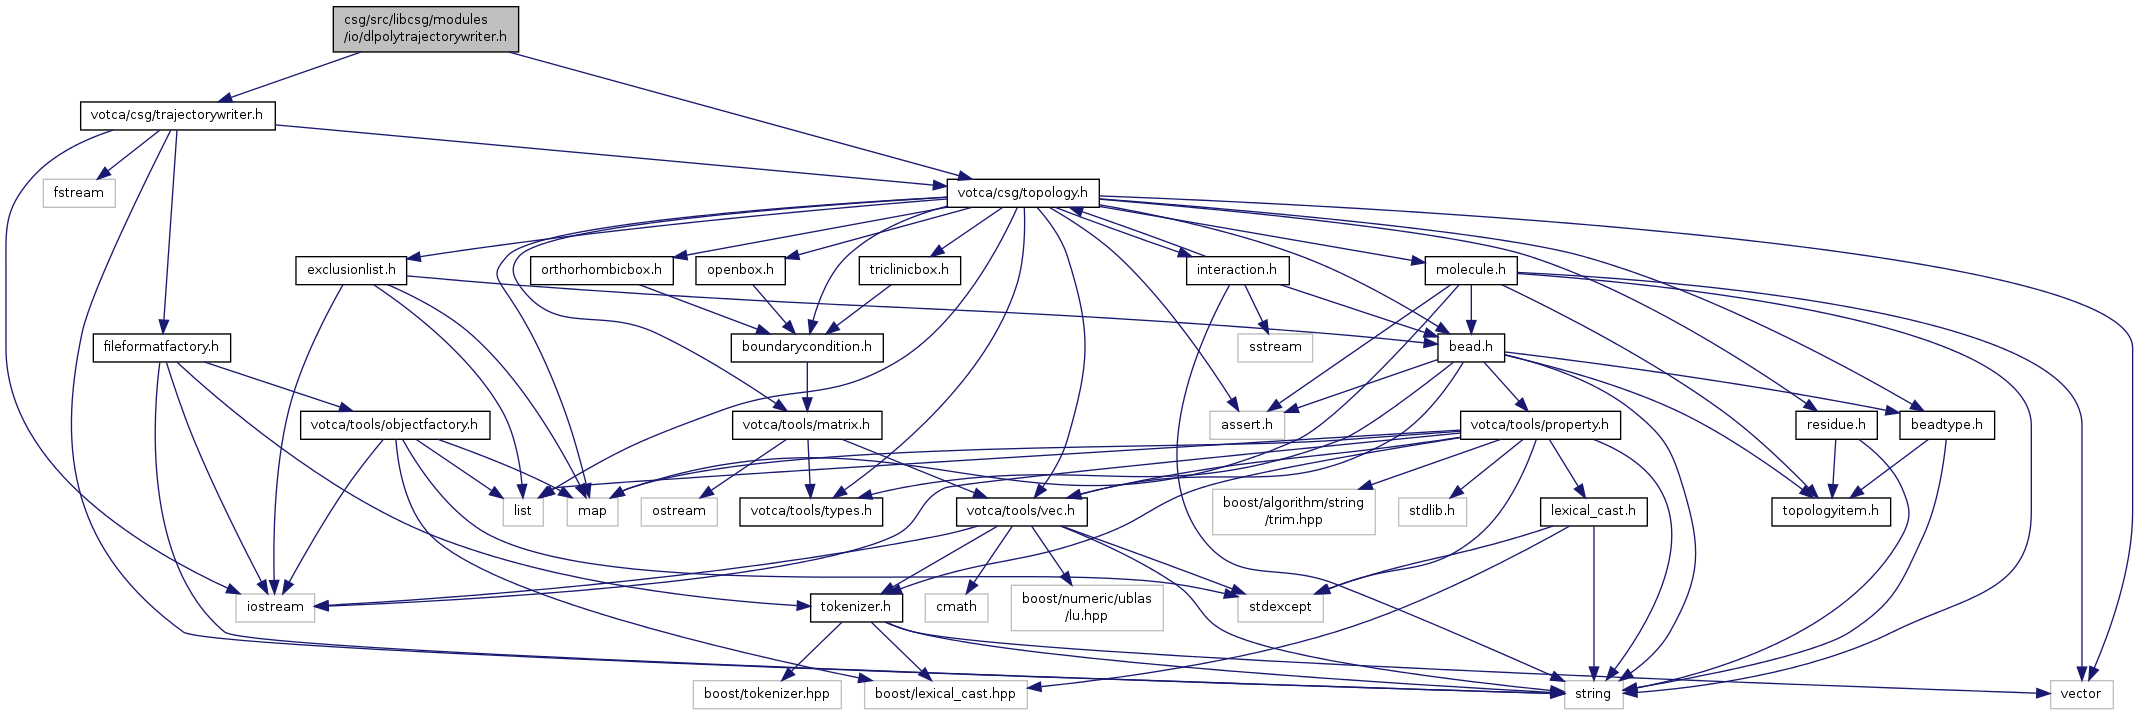 csg/src/libcsg/modules
/io/dlpolytrajectorywriter.h
votca/csg/trajectorywriter.h
fstream
votca/csg/topology.h
exclusionlist.h
orthorhombicbox.h
openbox.h
triclinicbox.h
interaction.h
molecule.h
fileformatfactory.h
boundarycondition.h
sstream
bead.h
votca/tools/objectfactory.h
votca/tools/matrix.h
assert.h
votca/tools/property.h
residue.h
beadtype.h
list
map
ostream
votca/tools/types.h
votca/tools/vec.h
boost/algorithm/string
/trim.hpp
stdlib.h
lexical_cast.h
topologyitem.h
iostream
tokenizer.h
cmath
boost/numeric/ublas
/lu.hpp
stdexcept
boost/tokenizer.hpp
boost/lexical_cast.hpp
string
vector